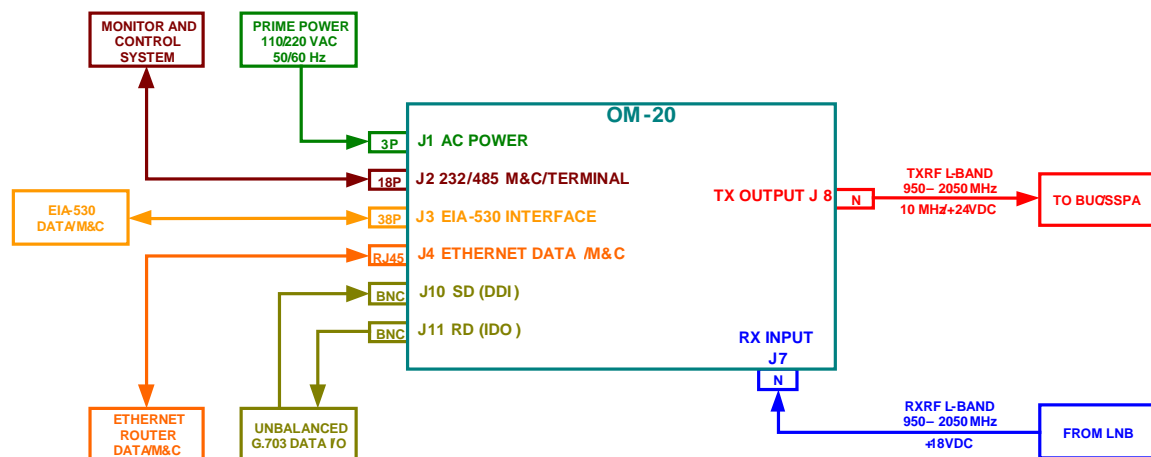 MONITOR AND
CONTROL
SYSTEM
PRIME POWER
110/220 VAC
50/60 Hz
OM-20
3P
J1 AC POWER
18P
J2 232/485 M&C/TERMINAL
38P
J3 EIA-530 INTERFACE
RJ45
J4 ETHERNET DATA /M&C
BNC
J10 SD (DDI)
BNC
J11 RD (IDO)
EIA-530
DATA/M&C
TX OUTPUT J 8
N
TXRF L-BAND
950– 2050 MHz
10 MHz/+24VDC
TO BUC/SSPA
RX INPUT
J7
N
RXRF L-BAND
950– 2050 MHz
+18VDC
FROM LNB
ETHERNET
ROUTER
DATA/M&C
UNBALANCED
G.703 DATA I/O